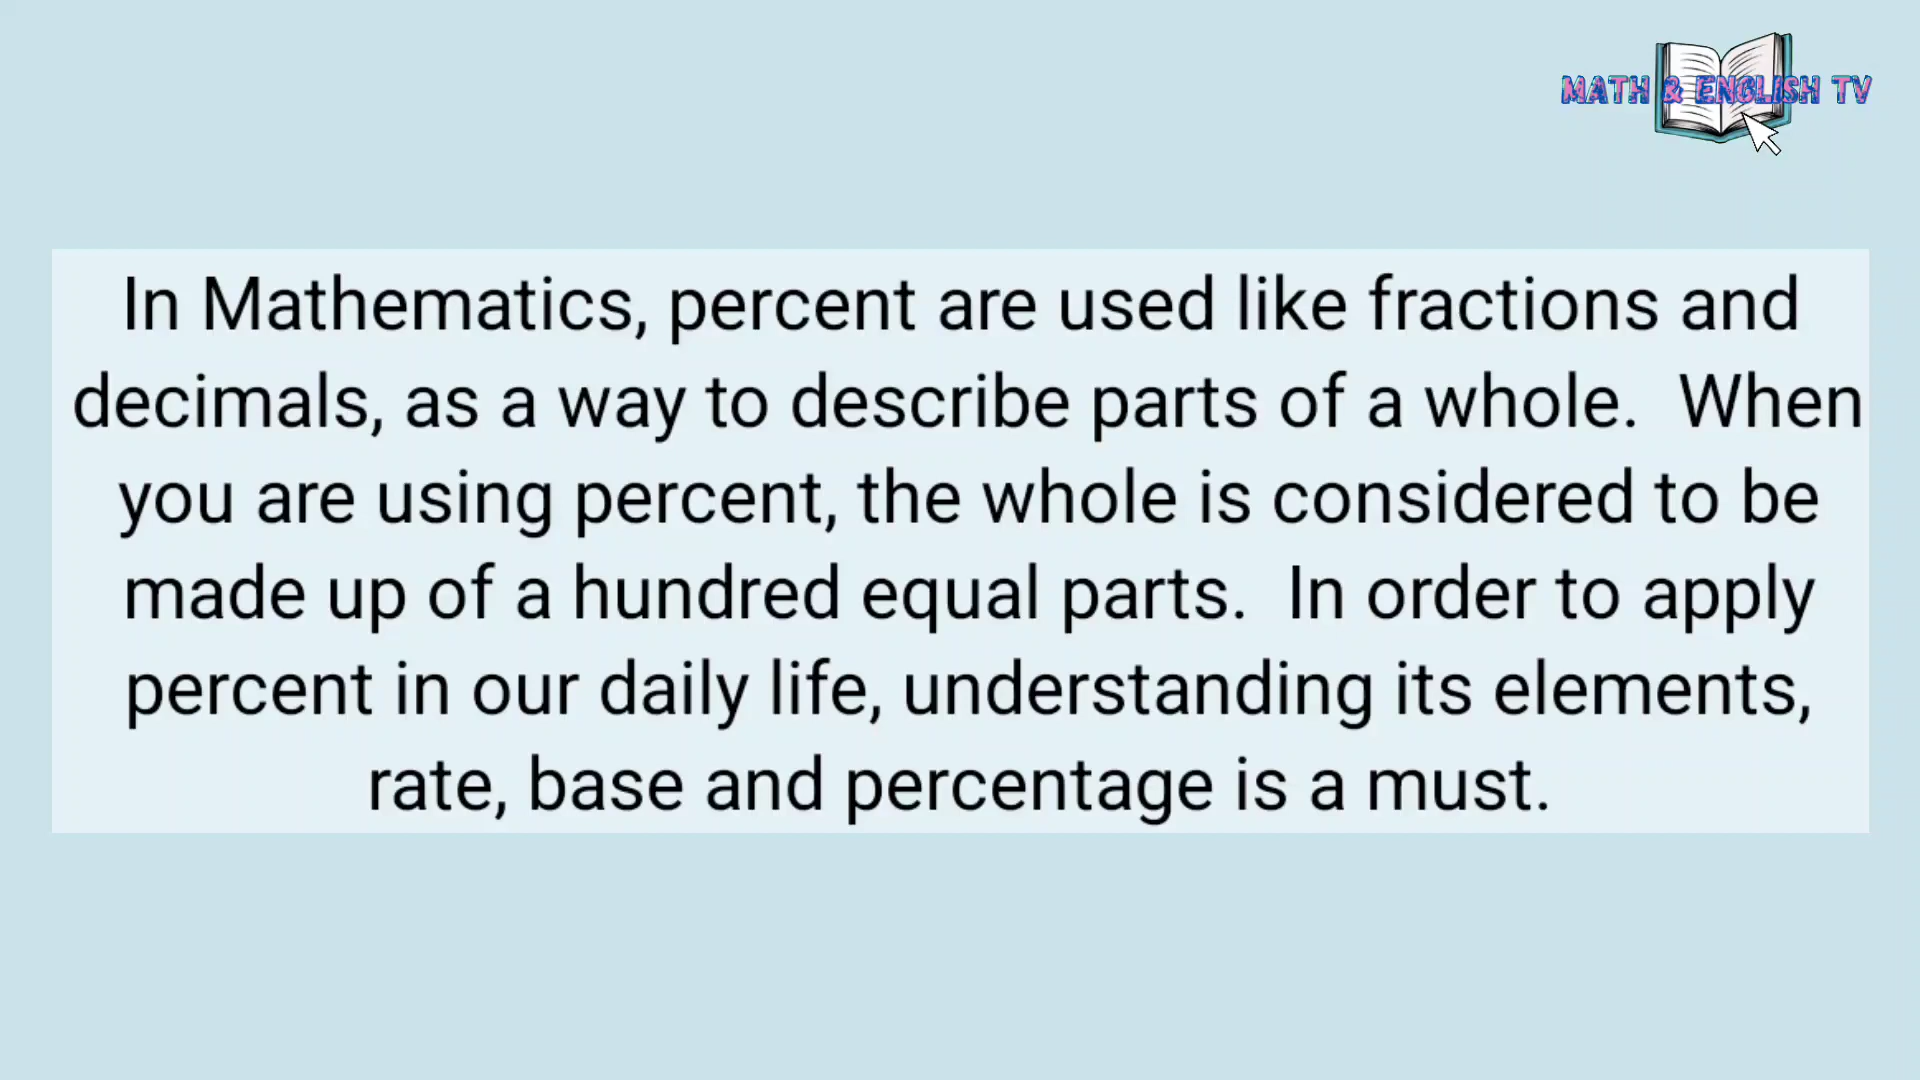 MATH & ENGLISH TV
In Mathematics, percent are used like fractions and
decimals, as a way to describe parts of a whole.  When
you are using percent, the whole is considered to be
made up of a hundred equal parts.  In order to apply
percent in our daily life, understanding its elements,
rate, base and percentage is a must.